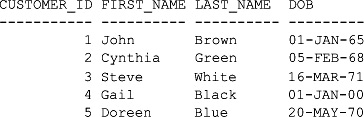 CUSTOMER_ID FIRST_NAME LAST_NAME DOB
----------- ---------- ---------- ---------
1 John Brown 01-JAN-65
2 Cynthia Green 05-FEB-68
3 Steve White 16-MAR-71
4 Gail Black 01-JAN-00
5 Doreen Blue 20-MAY-70